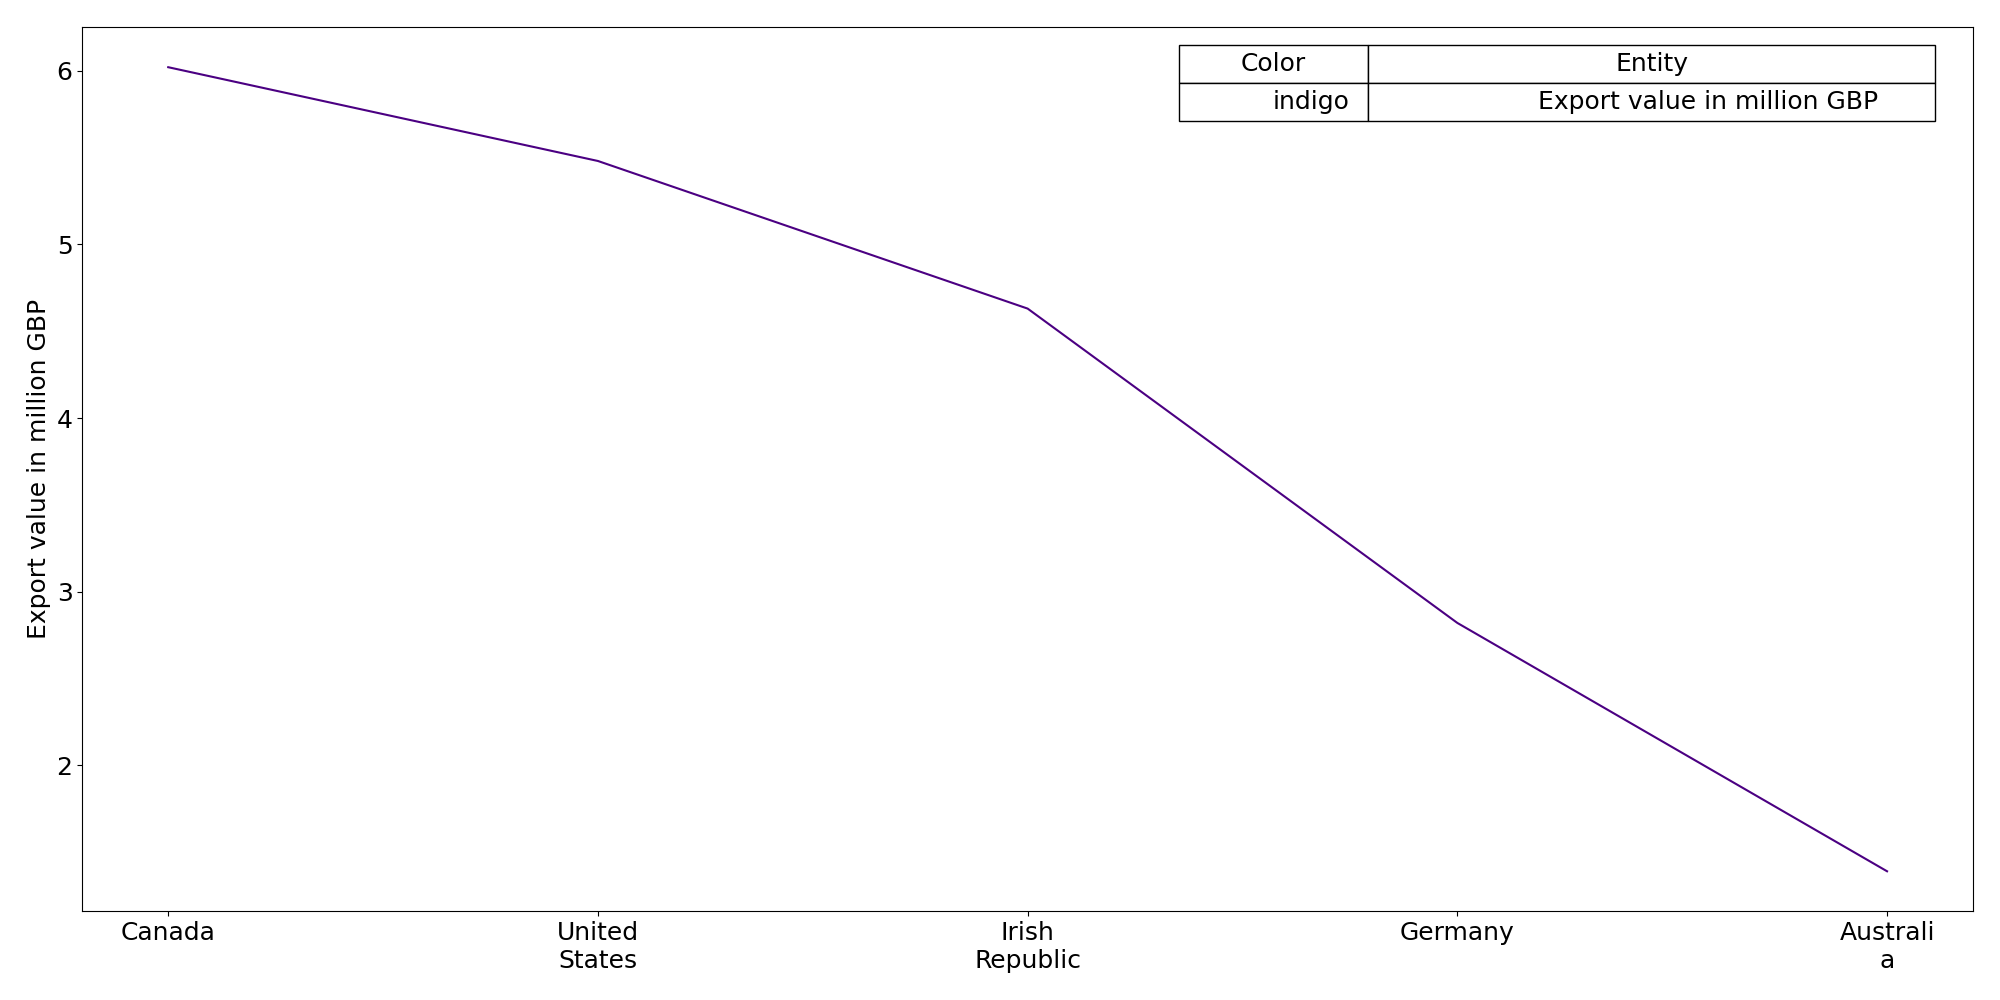 Color Entity
indigo Export value in million GBP
Export value in million GBP
6
5
4
3
2
Canada United States Irish Republic Germany Australi
a